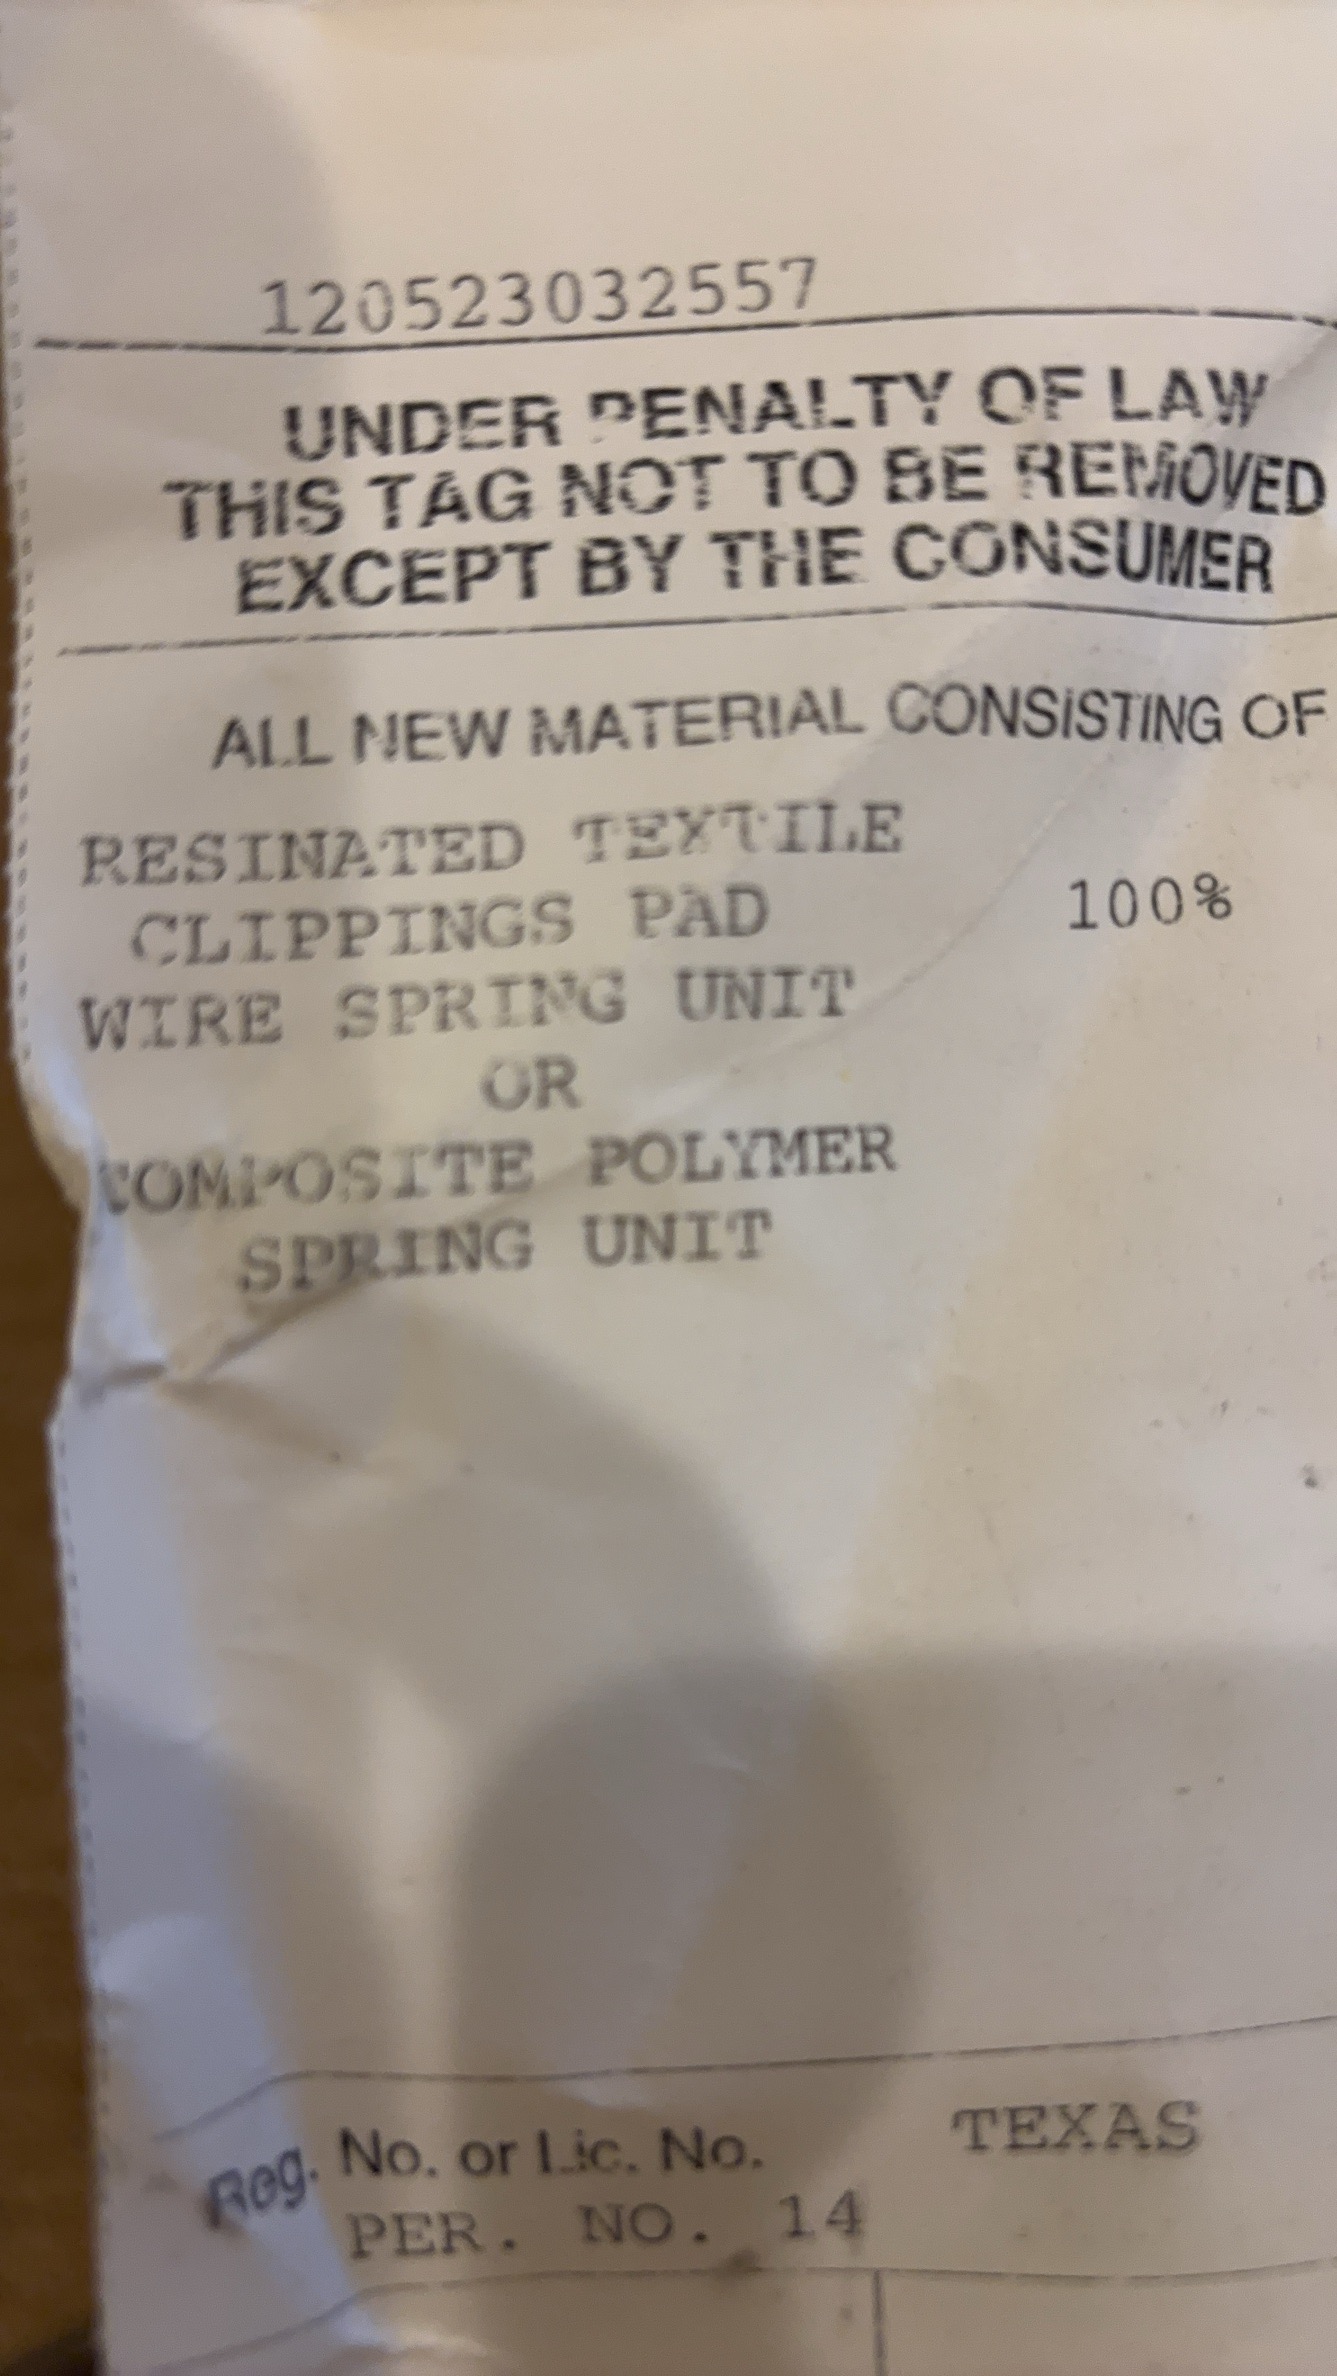 120523032557
UNDER PENALTY OF LAW
THIS TAG NOT TO BE REMOVED
EXCEPT BY THE CONSUMER
ALL NEW MATERIAL CONSISTING OF
RESINATED TEXTILE
CLIPPINGS PAD 100%
WIRE SPRING UNIT
OR
COMPOSITE POLYMER
SPRING UNIT
Reg. No. or Lic. No. TEXAS
PER. NO. 14